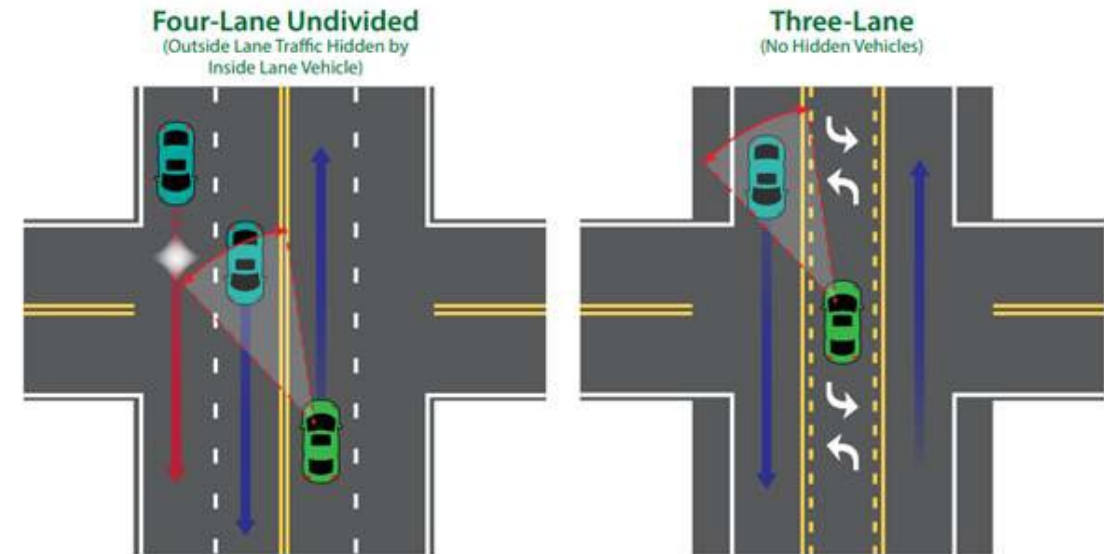 Four-Lane Undivided
(Outside Lane Traffic Hidden by
Inside Lane Vehicle)
Three-Lane
(No Hidden Vehicles)